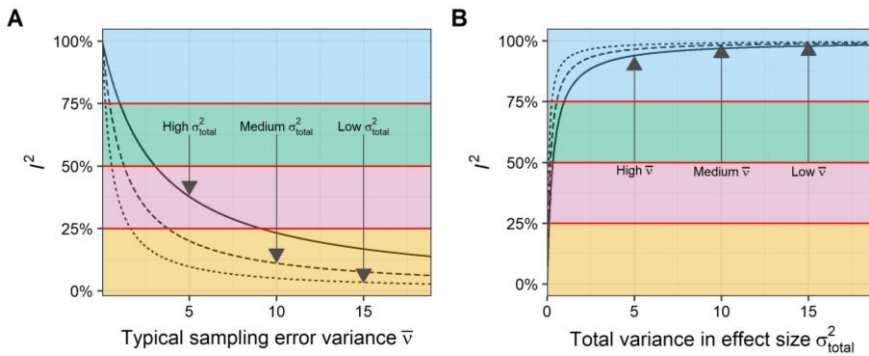 A
100%
75%
50%
25%
0%
I²
High σ²total
Medium σ²total
Low σ²total
5
10
15
Typical sampling error variance ν̅
B
100%
75%
50%
25%
0%
I²
High ν̅
Medium ν̅
Low ν̅
0
5
10
15
Total variance in effect size σ²total